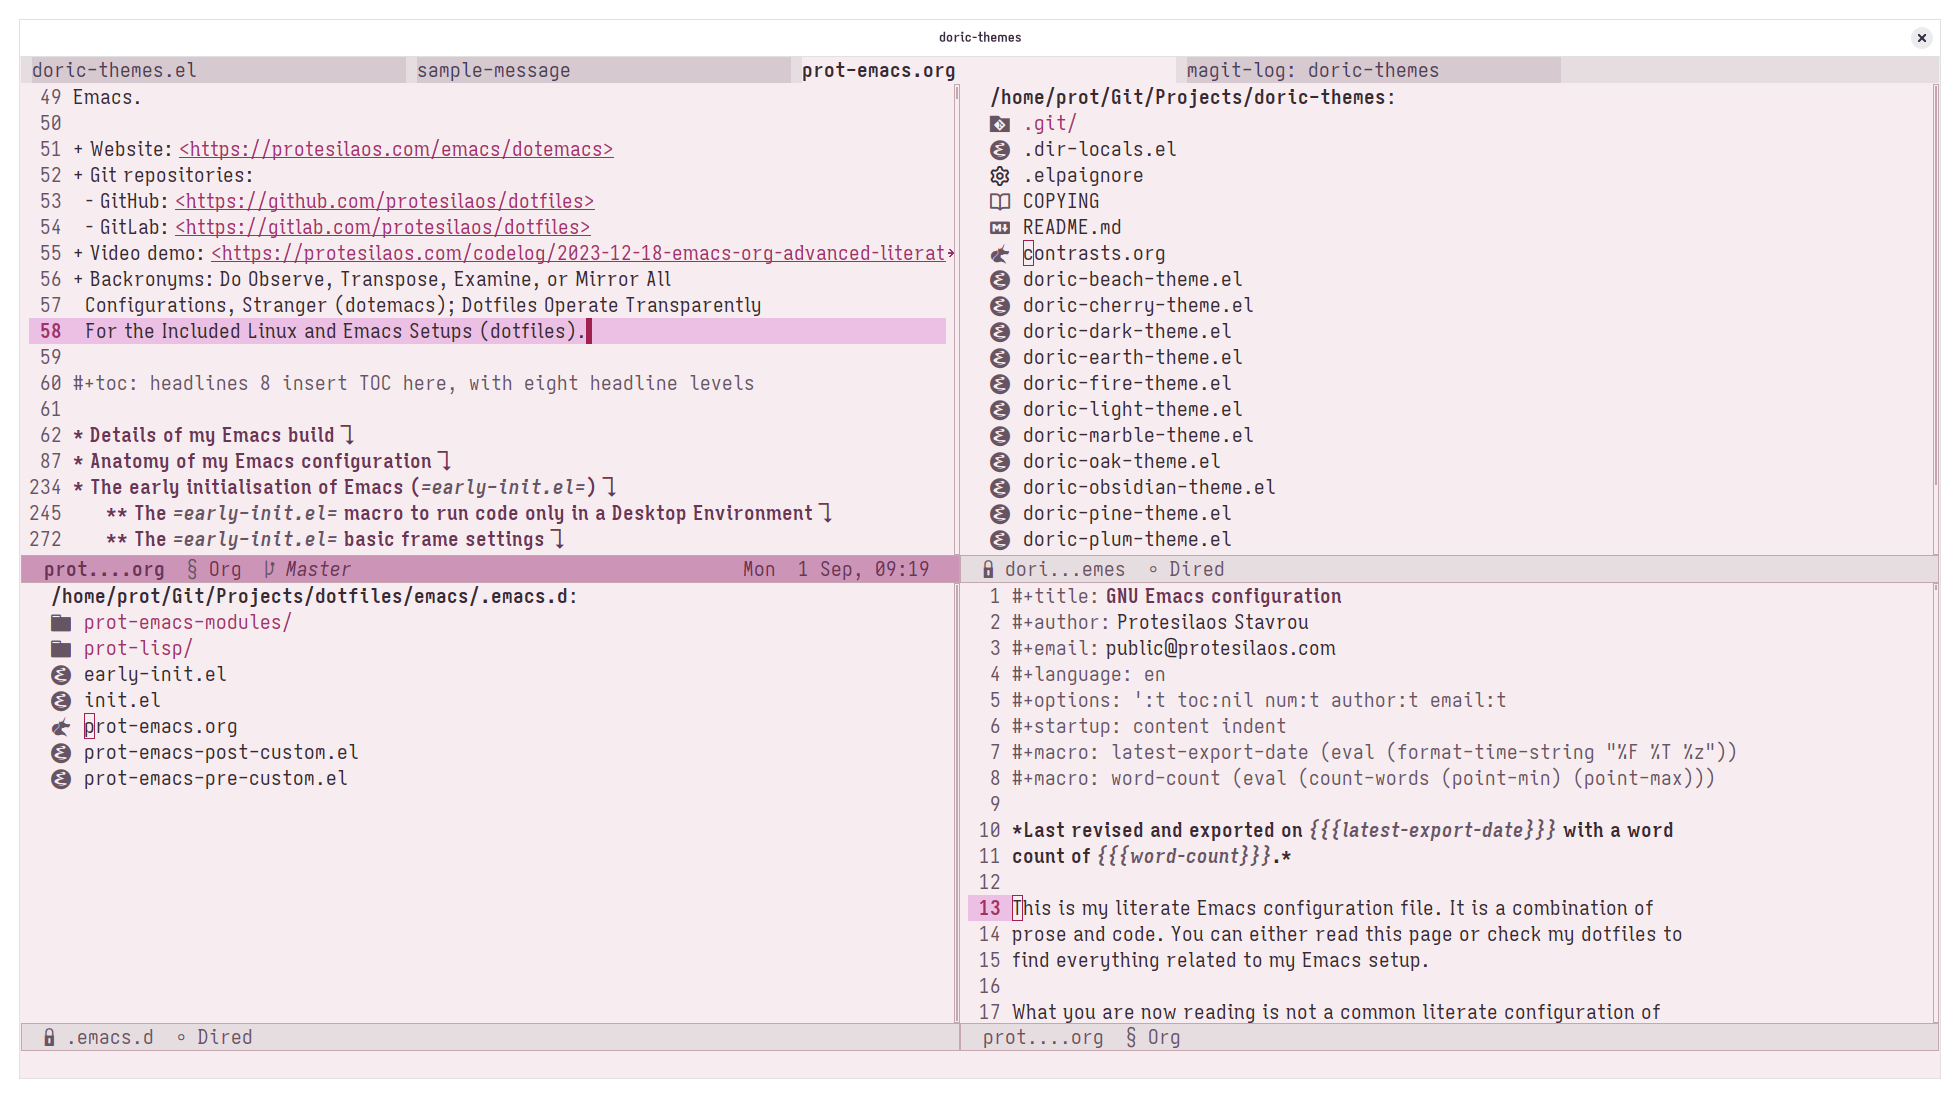 doric-themes
doric-themes.el
sample-message
prot-emacs.org
magit-log: doric-themes
49 Emacs.
50
51 + Website: <https://protesilaos.com/emacs/dotemacs>
52 + Git repositories:
53 - GitHub: <https://github.com/protesilaos/dotfiles>
54 - GitLab: <https://gitlab.com/protesilaos/dotfiles>
55 + Video demo: <https://protesilaos.com/codelog/2023-12-18-emacs-org-advanced-literat→
56 + Backronyms: Do Observe, Transpose, Examine, or Mirror All
57 Configurations, Stranger (dotemacs); Dotfiles Operate Transparently
58 For the Included Linux and Emacs Setups (dotfiles).
59
60 #+toc: headlines 8 insert TOC here, with eight headline levels
61
62 * Details of my Emacs build ⤵
87 * Anatomy of my Emacs configuration ⤵
234 * The early initialisation of Emacs (=early-init.el=) ⤵
245 ** The =early-init.el= macro to run code only in a Desktop Environment ⤵
272 ** The =early-init.el= basic frame settings ⤵
prot....org § Org Master Mon 1 Sep, 09:19
/home/prot/Git/Projects/doric-themes:
.git/
.dir-locals.el
.elpaignore
COPYING
README.md
contrasts.org
doric-beach-theme.el
doric-cherry-theme.el
doric-dark-theme.el
doric-earth-theme.el
doric-fire-theme.el
doric-light-theme.el
doric-marble-theme.el
doric-oak-theme.el
doric-obsidian-theme.el
doric-pine-theme.el
doric-plum-theme.el
dori...emes ◦ Dired
/home/prot/Git/Projects/dotfiles/emacs/.emacs.d:
prot-emacs-modules/
prot-lisp/
early-init.el
init.el
prot-emacs.org
prot-emacs-post-custom.el
prot-emacs-pre-custom.el
.emacs.d ◦ Dired
1 #+title: GNU Emacs configuration
2 #+author: Protesilaos Stavrou
3 #+email: public@protesilaos.com
4 #+language: en
5 #+options: ':t toc:nil num:t author:t email:t
6 #+startup: content indent
7 #+macro: latest-export-date (eval (format-time-string "%F %T %z"))
8 #+macro: word-count (eval (count-words (point-min) (point-max)))
9
10 *Last revised and exported on {{{latest-export-date}}} with a word
11 count of {{{word-count}}}.*
12
13 This is my literate Emacs configuration file. It is a combination of
14 prose and code. You can either read this page or check my dotfiles to
15 find everything related to my Emacs setup.
16
17 What you are now reading is not a common literate configuration of
prot....org § Org